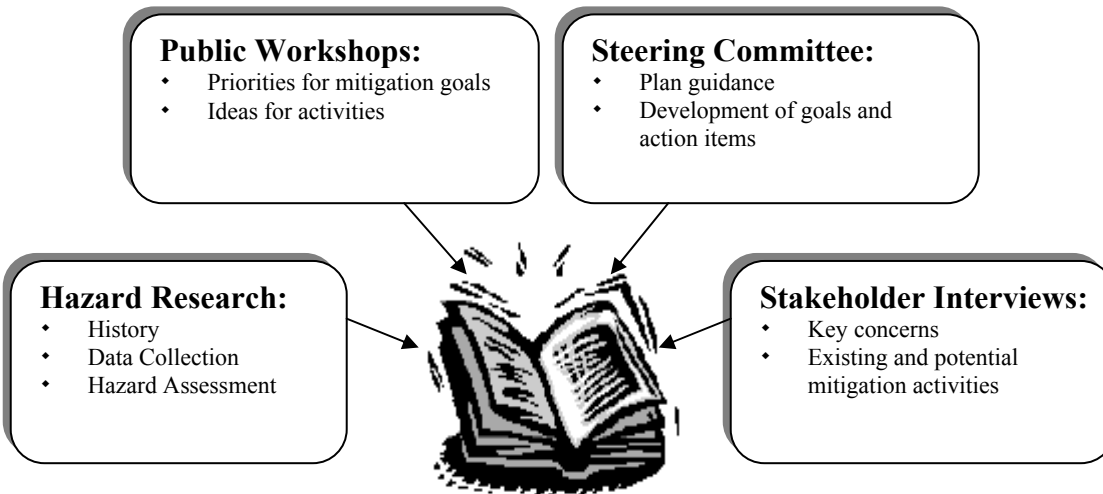 Public Workshops:
• Priorities for mitigation goals
• Ideas for activities
Steering Committee:
• Plan guidance
• Development of goals and
action items
Hazard Research:
• History
• Data Collection
• Hazard Assessment
Stakeholder Interviews:
• Key concerns
• Existing and potential
mitigation activities